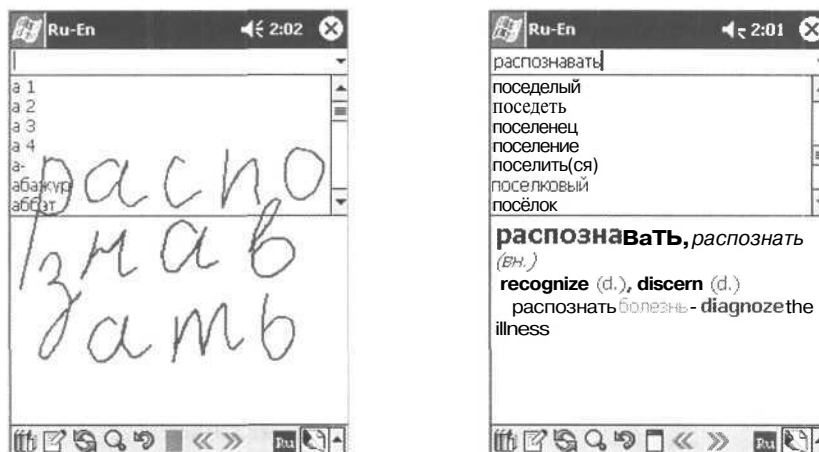 Ru-En 2:02
а 1
а 2
а 3
а 4
а-
абажур
аббат
распо
знав
ать
Ru
Ru-En 2:01
распознавать
поседелый
поседеть
поселенец
поселение
поселить(ся)
поселковый
посёлок
распознаВаТЬ, распознать
(вн.)
recognize (d.), discern (d.)
распознать болезнь - diagnoze the
illness
Ru